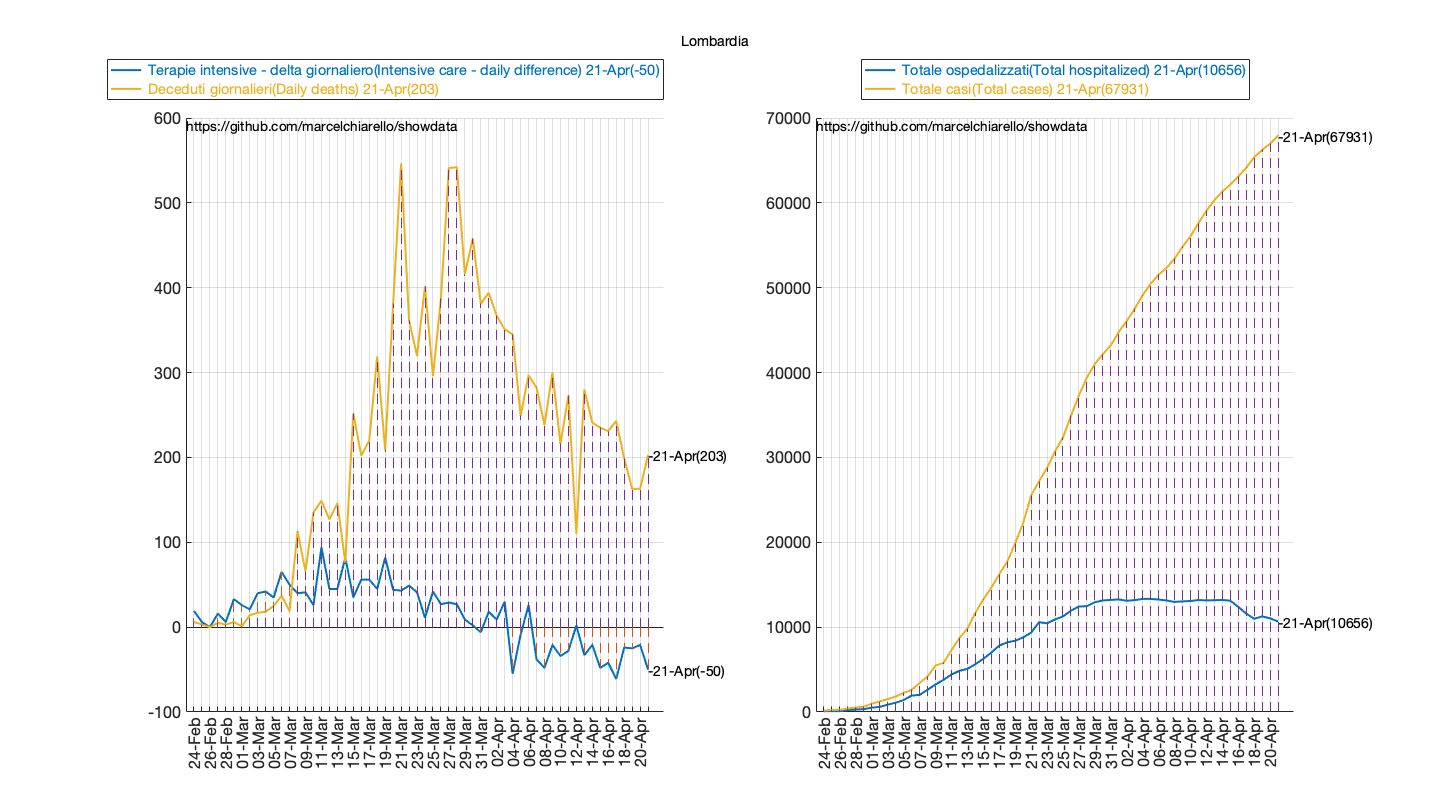 Lombardia
Terapie intensive - delta giornaliero(Intensive care - daily difference) 21-Apr(-50)
Deceduti giornalieri(Daily deaths) 21-Apr(203)
https://github.com/marcelchiarello/showdata
600
500
400
300
200
100
0
-100
-21-Apr(203)
-21-Apr(-50)
24-Feb
26-Feb
28-Feb
01-Mar
03-Mar
05-Mar
07-Mar
09-Mar
11-Mar
13-Mar
15-Mar
17-Mar
19-Mar
21-Mar
23-Mar
25-Mar
27-Mar
29-Mar
31-Mar
02-Apr
04-Apr
06-Apr
08-Apr
10-Apr
12-Apr
14-Apr
16-Apr
18-Apr
20-Apr
Totale ospedalizzati(Total hospitalized) 21-Apr(10656)
Totale casi(Total cases) 21-Apr(67931)
https://github.com/marcelchiarello/showdata
70000
60000
50000
40000
30000
20000
10000
0
-21-Apr(67931)
-21-Apr(10656)
24-Feb
26-Feb
28-Feb
01-Mar
03-Mar
05-Mar
07-Mar
09-Mar
11-Mar
13-Mar
15-Mar
17-Mar
19-Mar
21-Mar
23-Mar
25-Mar
27-Mar
29-Mar
31-Mar
02-Apr
04-Apr
06-Apr
08-Apr
10-Apr
12-Apr
14-Apr
16-Apr
18-Apr
20-Apr